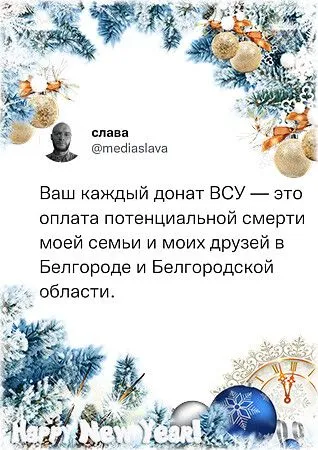 слава
@mediaslava
Ваш каждый донат ВСУ — это
оплата потенциальной смерти
моей семьи и моих друзей в
Белгороде и Белгородской
области.
Happy New Year!